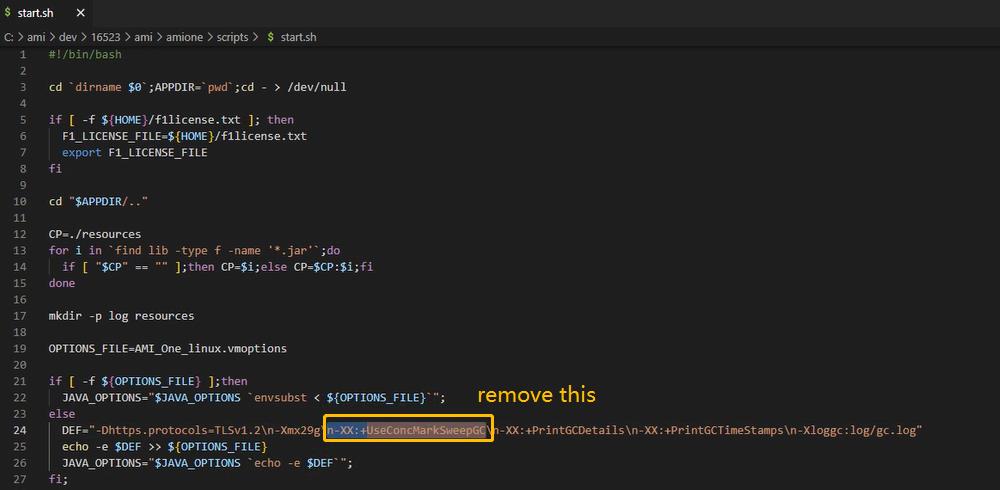 $ start.sh ×
C: > ami > dev > 16523 > ami > amione > scripts > $ start.sh
1 #!/bin/bash
2
3 cd `dirname $0`;APPDIR=`pwd`;cd - > /dev/null
4
5 if [ -f ${HOME}/f1license.txt ]; then
6   F1_LICENSE_FILE=${HOME}/f1license.txt
7   export F1_LICENSE_FILE
8 fi
9
10 cd "$APPDIR/.."
11
12 CP=./resources
13 for i in `find lib -type f -name '*.jar'`;do
14   if [ "$CP" == "" ];then CP=$i;else CP=$CP:$i;fi
15 done
16
17 mkdir -p log resources
18
19 OPTIONS_FILE=AMI_One_linux.vmoptions
20
21 if [ -f ${OPTIONS_FILE} ];then
22   JAVA_OPTIONS="$JAVA_OPTIONS `envsubst < ${OPTIONS_FILE}`";
remove this
23 else
24   DEF="-Dhttps.protocols=TLSv1.2\n-Xmx29g\n-XX:+UseConcMarkSweepGC\n-XX:+PrintGCDetails\n-XX:+PrintGCTimeStamps\n-Xloggc:log/gc.log"
25   echo -e $DEF >> ${OPTIONS_FILE}
26   JAVA_OPTIONS="$JAVA_OPTIONS `echo -e $DEF`";
27 fi;